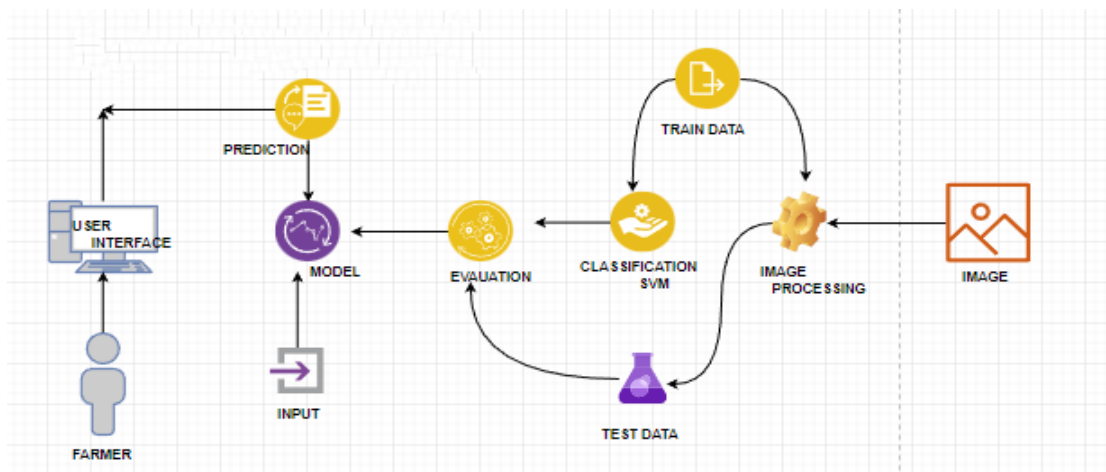 PREDICTION
TRAIN DATA
USER
INTERFACE
MODEL
EVAUATION
CLASSIFICATION
SVM
IMAGE
PROCESSING
IMAGE
INPUT
TEST DATA
FARMER